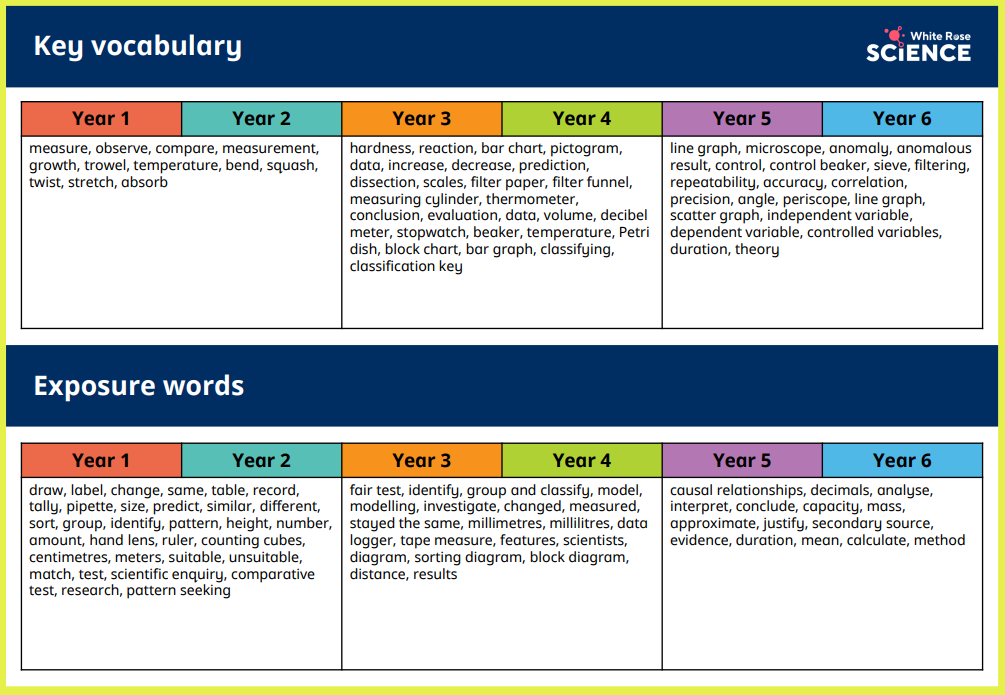 Key vocabulary
White Rose
SCiENCE
Year 1
Year 2
Year 3
Year 4
Year 5
Year 6
measure, observe, compare, measurement,
growth, trowel, temperature, bend, squash,
twist, stretch, absorb
hardness, reaction, bar chart, pictogram,
data, increase, decrease, prediction,
dissection, scales, filter paper, filter funnel,
measuring cylinder, thermometer,
conclusion, evaluation, data, volume, decibel
meter, stopwatch, beaker, temperature, Petri
dish, block chart, bar graph, classifying,
classification key
line graph, microscope, anomaly, anomalous
result, control, control beaker, sieve, filtering,
repeatability, accuracy, correlation,
precision, angle, periscope, line graph,
scatter graph, independent variable,
dependent variable, controlled variables,
duration, theory
Exposure words
Year 1
Year 2
Year 3
Year 4
Year 5
Year 6
draw, label, change, same, table, record,
tally, pipette, size, predict, similar, different,
sort, group, identify, pattern, height, number,
amount, hand lens, ruler, counting cubes,
centimetres, meters, suitable, unsuitable,
match, test, scientific enquiry, comparative
test, research, pattern seeking
fair test, identify, group and classify, model,
modelling, investigate, changed, measured,
stayed the same, millimetres, millilitres, data
logger, tape measure, features, scientists,
diagram, sorting diagram, block diagram,
distance, results
causal relationships, decimals, analyse,
interpret, conclude, capacity, mass,
approximate, justify, secondary source,
evidence, duration, mean, calculate, method